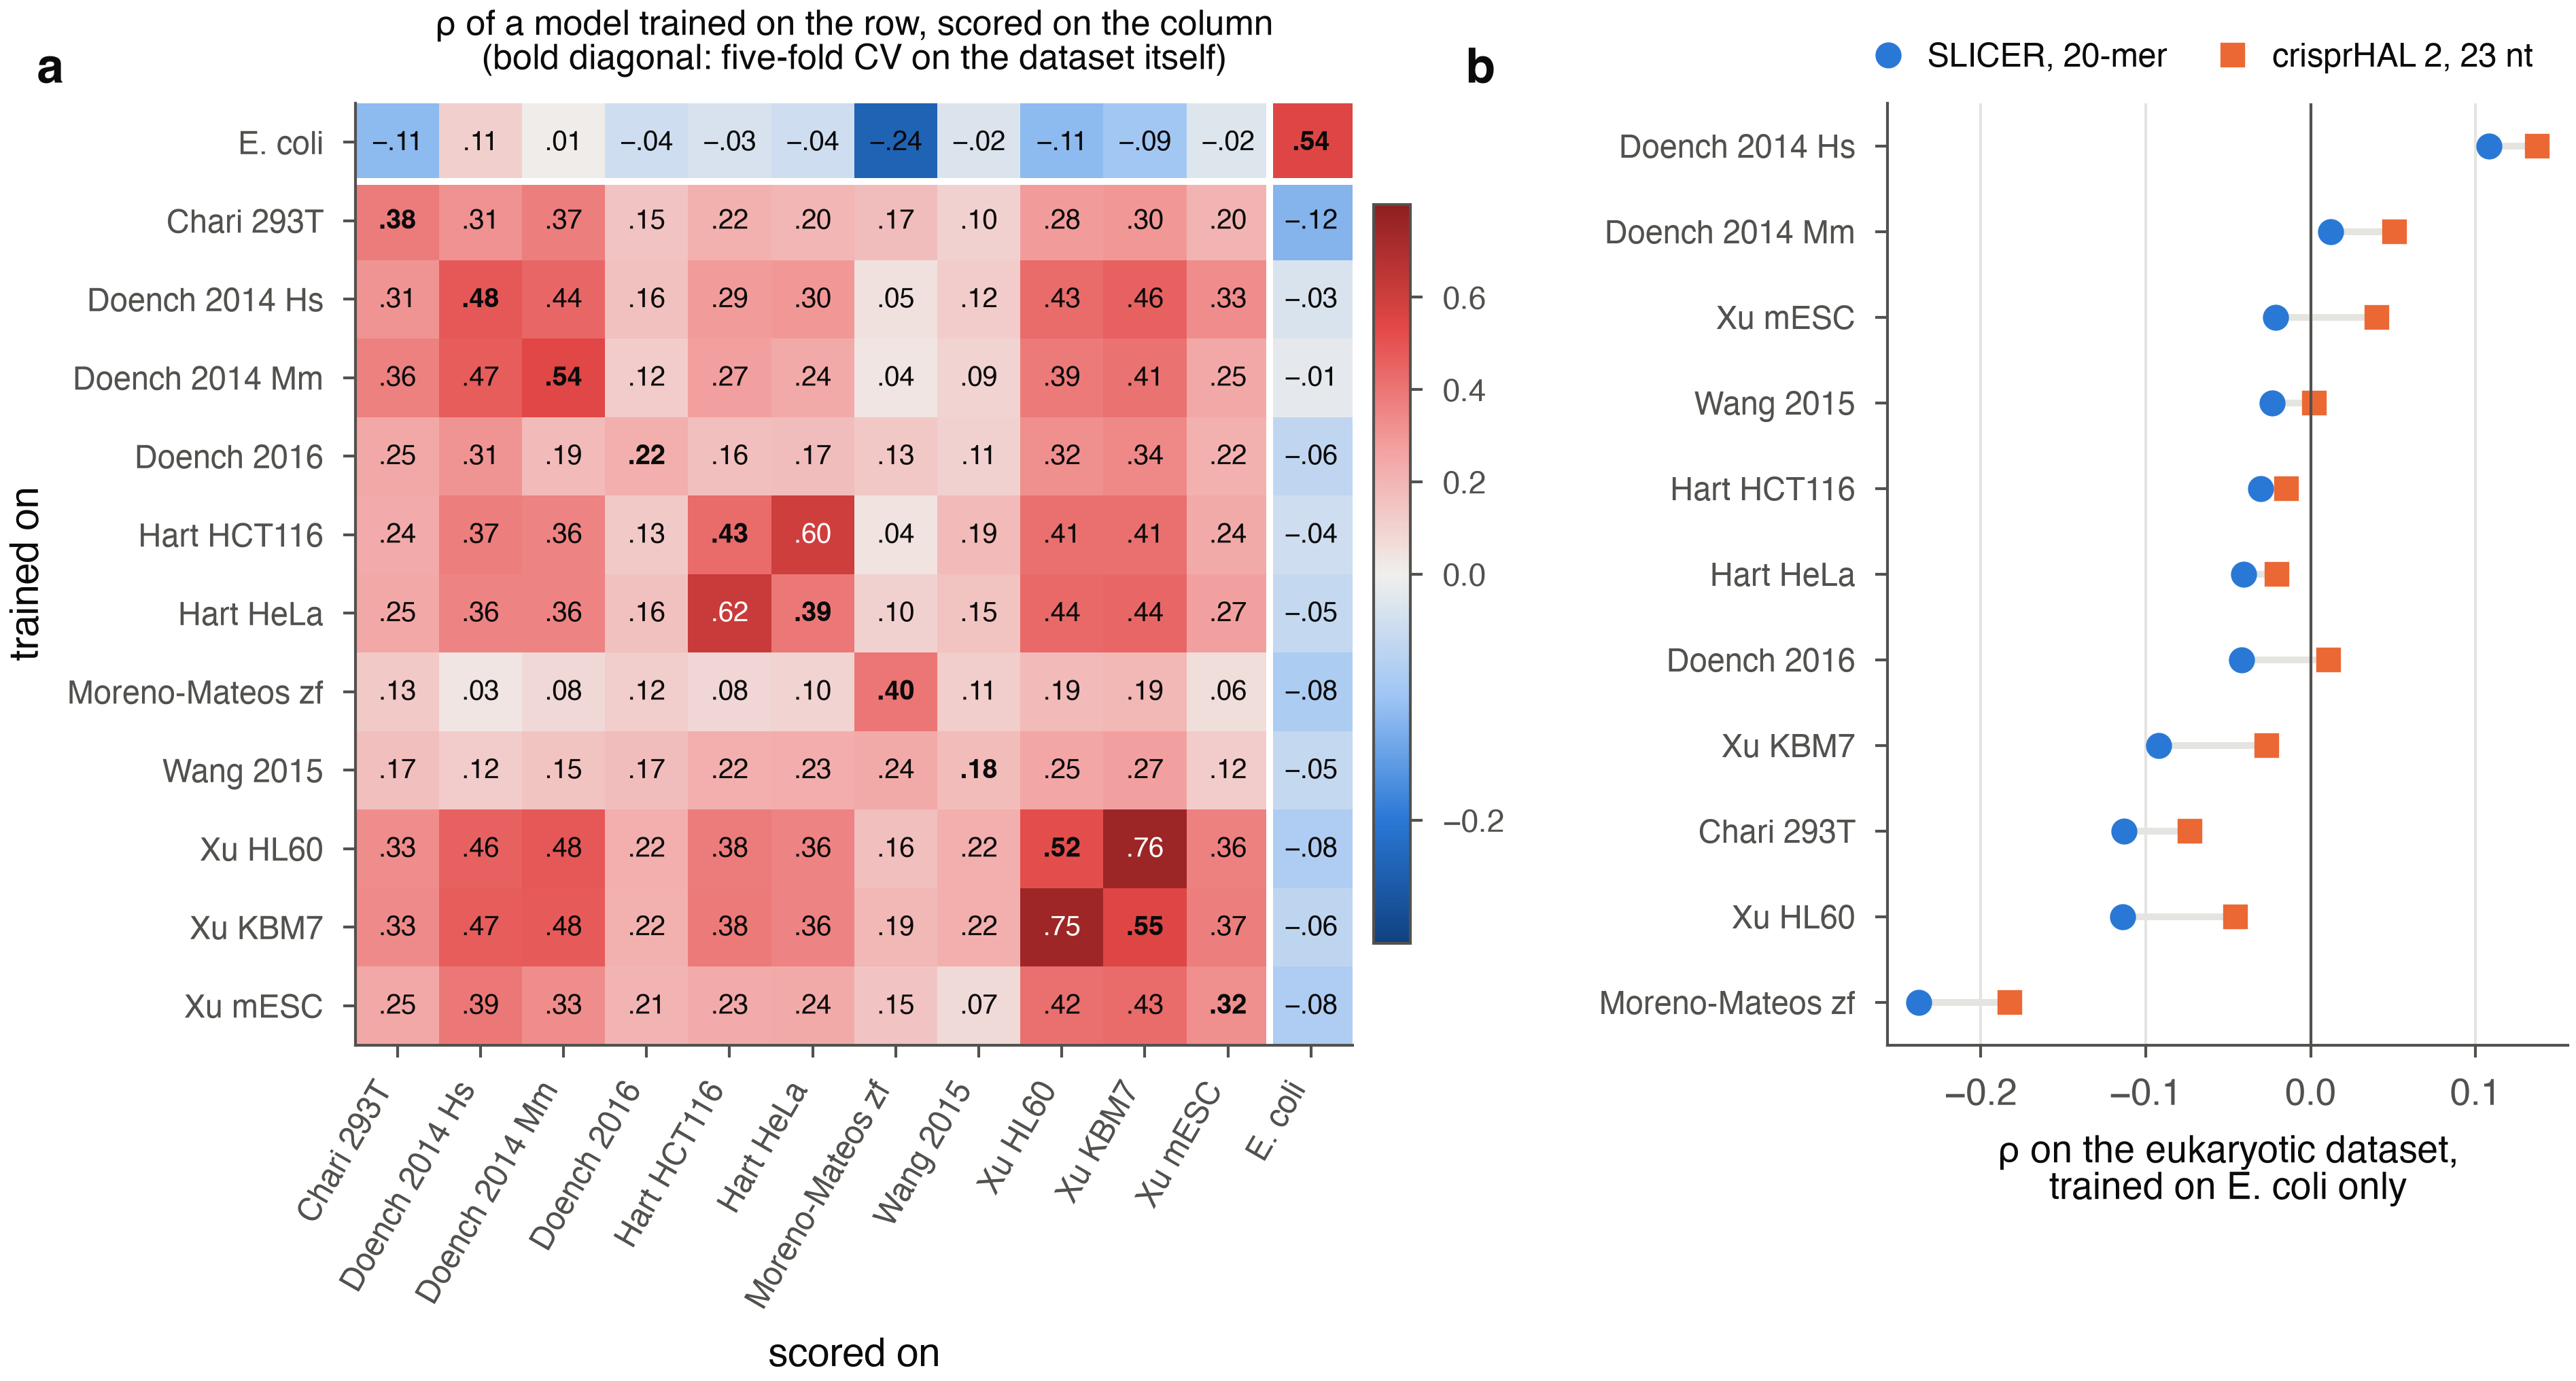 a
ρ of a model trained on the row, scored on the column
(bold diagonal: five-fold CV on the dataset itself)
trained on
E. coli −.11 .11 .01 −.04 −.03 −.04 −.24 −.02 −.11 −.09 −.02 .54
Chari 293T .38 .31 .37 .15 .22 .20 .17 .10 .28 .30 .20 −.12
Doench 2014 Hs .31 .48 .44 .16 .29 .30 .05 .12 .43 .46 .33 −.03
Doench 2014 Mm .36 .47 .54 .12 .27 .24 .04 .09 .39 .41 .25 −.01
Doench 2016 .25 .31 .19 .22 .16 .17 .13 .11 .32 .34 .22 −.06
Hart HCT116 .24 .37 .36 .13 .43 .60 .04 .19 .41 .41 .24 −.04
Hart HeLa .25 .36 .36 .16 .62 .39 .10 .15 .44 .44 .27 −.05
Moreno-Mateos zf .13 .03 .08 .12 .08 .10 .40 .11 .19 .19 .06 −.08
Wang 2015 .17 .12 .15 .17 .22 .23 .24 .18 .25 .27 .12 −.05
Xu HL60 .33 .46 .48 .22 .38 .36 .16 .22 .52 .76 .36 −.08
Xu KBM7 .33 .47 .48 .22 .38 .36 .19 .22 .75 .55 .37 −.06
Xu mESC .25 .39 .33 .21 .23 .24 .15 .07 .42 .43 .32 −.08
Chari 293T
Doench 2014 Hs
Doench 2014 Mm
Doench 2016
Hart HCT116
Hart HeLa
Moreno-Mateos zf
Wang 2015
Xu HL60
Xu KBM7
Xu mESC
E. coli
scored on
0.6
0.4
0.2
0.0
−0.2
b
SLICER, 20-mer
crisprHAL 2, 23 nt
Doench 2014 Hs
Doench 2014 Mm
Xu mESC
Wang 2015
Hart HCT116
Hart HeLa
Doench 2016
Xu KBM7
Chari 293T
Xu HL60
Moreno-Mateos zf
−0.2 −0.1 0.0 0.1
ρ on the eukaryotic dataset,
trained on E. coli only